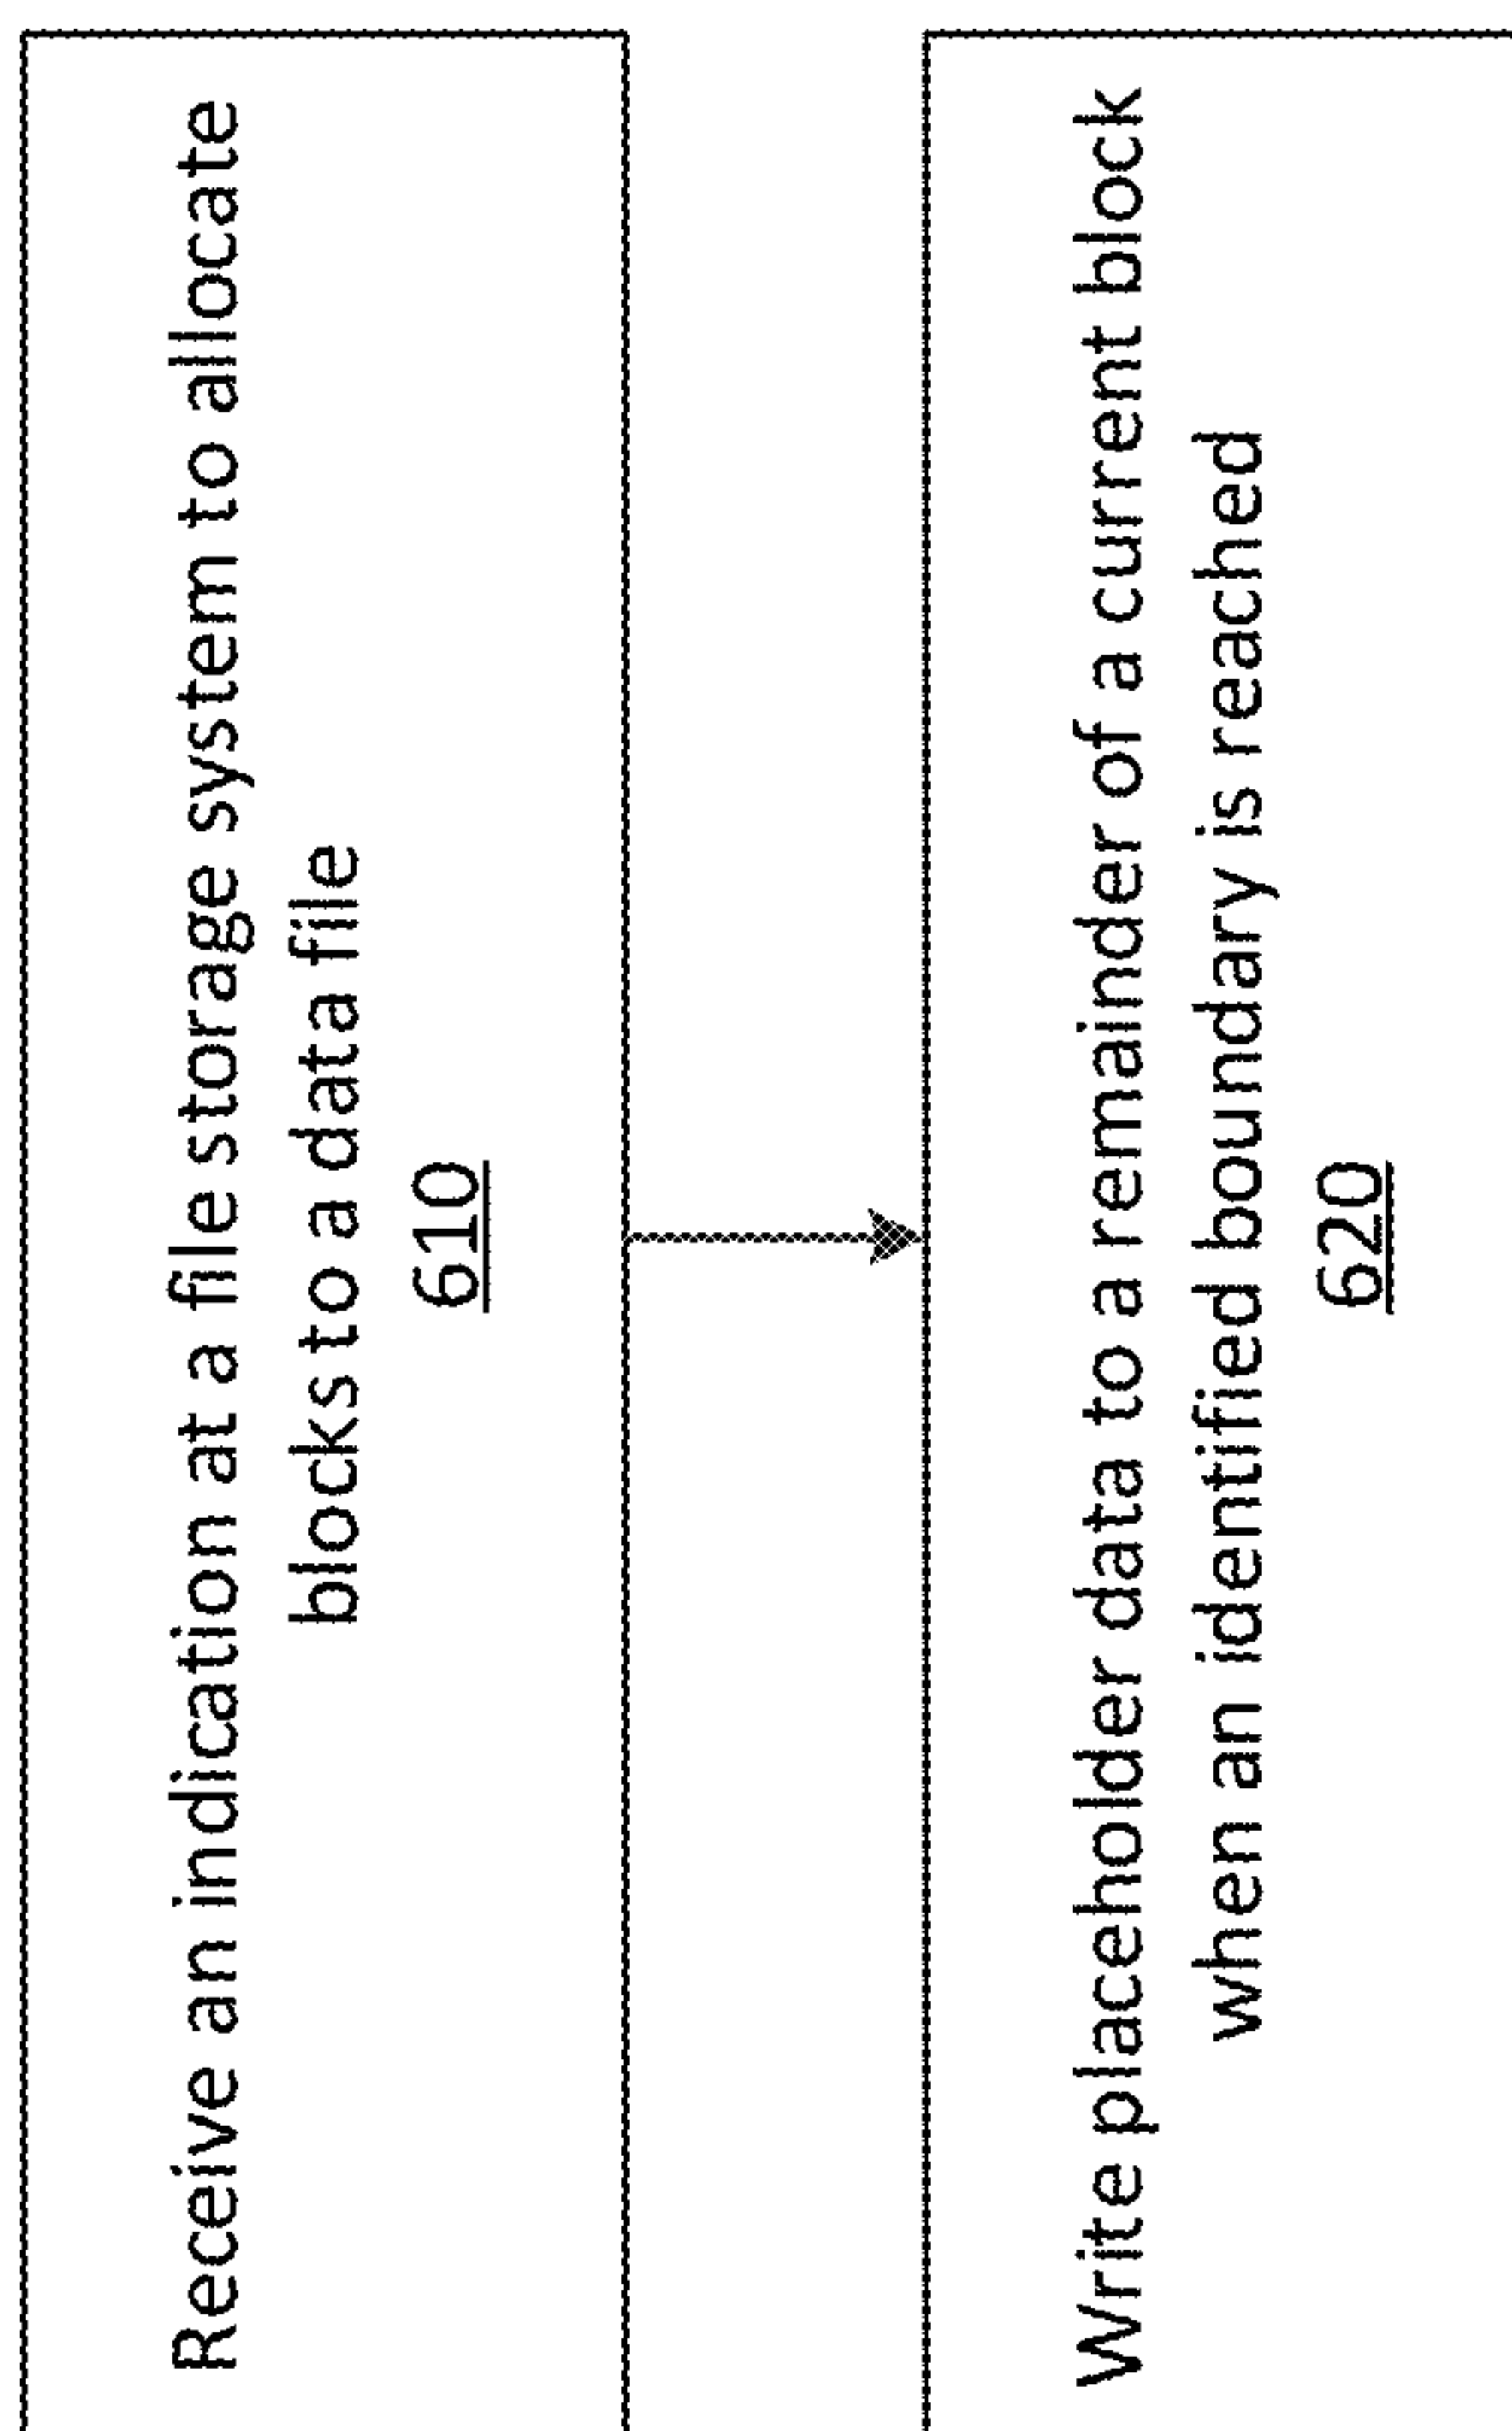 Receive an indication at a file storage system to allocate
blocks to a data file
610
Write placeholder data to a remainder of a current block
when an identified boundary is reached
620